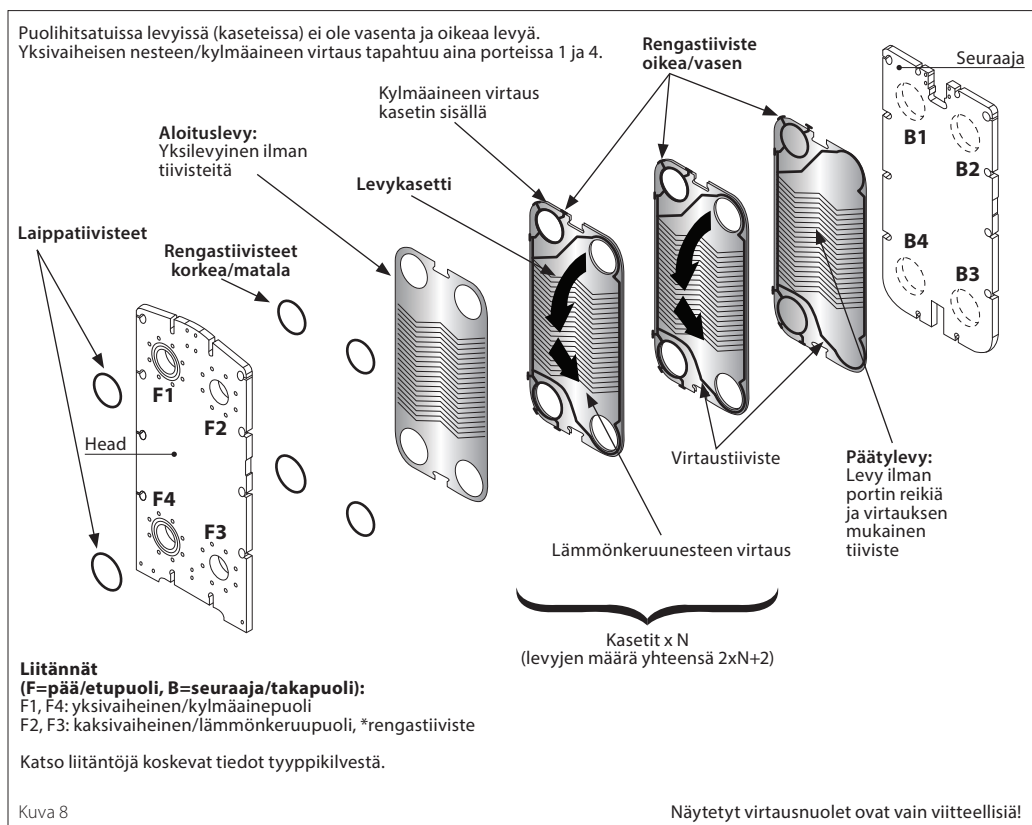 Puolihitsatuissa levyissä (kaseteissa) ei ole vasenta ja oikeaa levyä.
Yksivaiheisen nesteen/kylmäaineen virtaus tapahtuu aina porteissa 1 ja 4.
Rengastiiviste
oikea/vasen
Seuraaja
Kylmäaineen virtaus
kasetin sisällä
Aloituslevy:
Yksilevyinen ilman
tiivisteitä
B1
B2
Levykasetti
Laippatiivisteet
Rengastiivisteet
korkea/matala
B4
B3
F1
F2
Head
Virtaustiiviste
Päätylevy:
Levy ilman
portin reikiä
ja virtauksen
mukainen
tiiviste
F4
F3
Lämmönkeruunesteen virtaus
Kasetit x N
(levyjen määrä yhteensä 2xN+2)
Liitännät
(F=pää/etupuoli, B=seuraaja/takapuoli):
F1, F4: yksivaiheinen/kylmäainepuoli
F2, F3: kaksivaiheinen/lämmönkeruupuoli, *rengastiiviste
Katso liitäntöjä koskevat tiedot tyyppikilvestä.
Kuva 8
Näytetyt virtausnuolet ovat vain viitteellisiä!